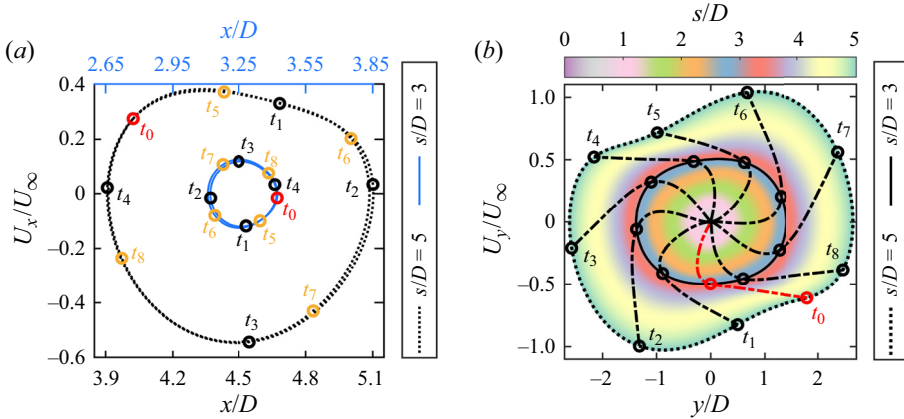 (a)
x/D
2.65 2.95 3.25 3.55 3.85
0.4
0.2
0
−0.2
−0.4
−0.6
U_x/U_∞
t_0
t_5
t_1
t_6
t_3
t_7
t_8
t_4
t_2
t_4
t_2
t_0
t_1
t_6
t_5
t_8
t_7
t_3
3.9 4.5 5.1
x/D
s/D = 3
s/D = 5
(b)
s/D
0 1 2 3 4 5
1.0
0.5
0
−0.5
−1.0
U_y/U_∞
t_6
t_5
t_4
t_7
t_3
t_8
t_0
t_1
t_2
−2 −1 0 1 2
y/D
s/D = 3
s/D = 5